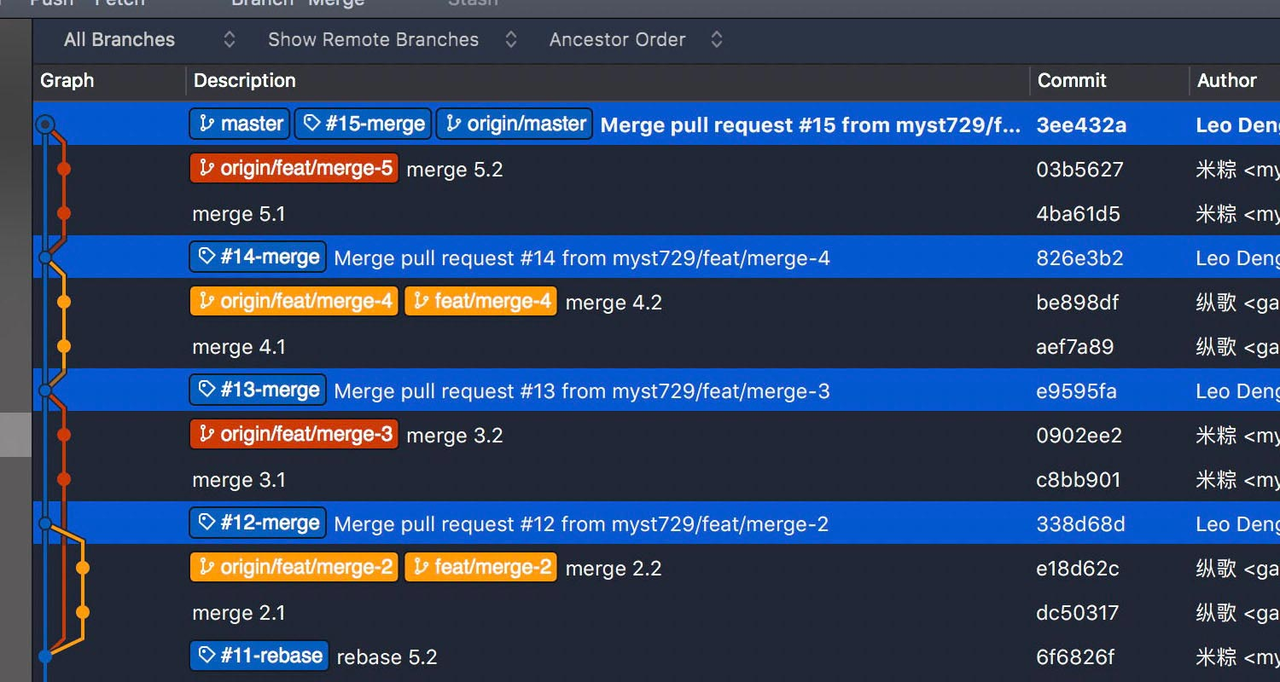 Push Fetch Branch Merge Stash
All Branches Show Remote Branches Ancestor Order
Graph Description Commit Author
master #15-merge origin/master Merge pull request #15 from myst729/f... 3ee432a Leo Deng
origin/feat/merge-5 merge 5.2 03b5627 米粽 <my
merge 5.1 4ba61d5 米粽 <my
#14-merge Merge pull request #14 from myst729/feat/merge-4 826e3b2 Leo Deng
origin/feat/merge-4 feat/merge-4 merge 4.2 be898df 纵歌 <ga
merge 4.1 aef7a89 纵歌 <ga
#13-merge Merge pull request #13 from myst729/feat/merge-3 e9595fa Leo Deng
origin/feat/merge-3 merge 3.2 0902ee2 米粽 <my
merge 3.1 c8bb901 米粽 <my
#12-merge Merge pull request #12 from myst729/feat/merge-2 338d68d Leo Deng
origin/feat/merge-2 feat/merge-2 merge 2.2 e18d62c 纵歌 <ga
merge 2.1 dc50317 纵歌 <ga
#11-rebase rebase 5.2 6f6826f 米粽 <my